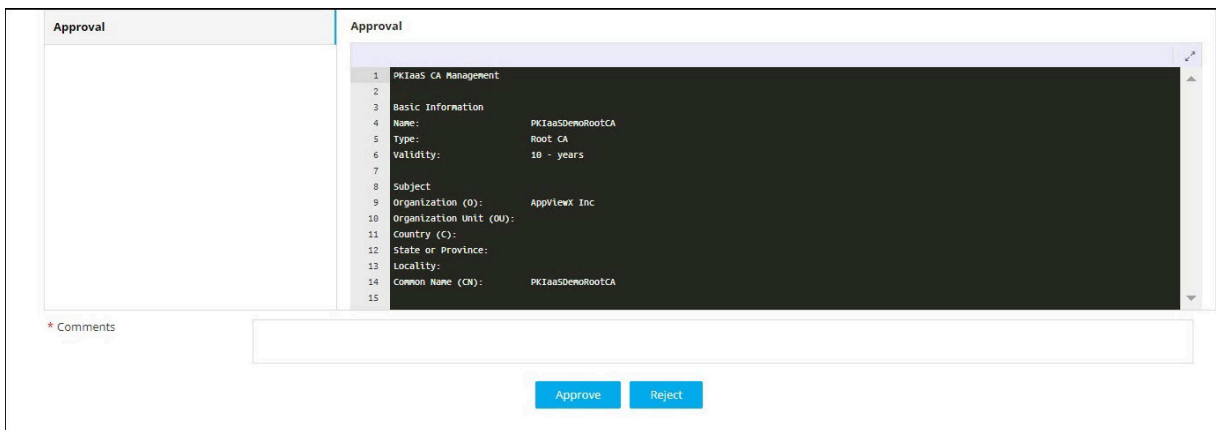 Approval
Approval
1 PKIaaS CA Management
2
3 Basic Information
4 Name: PKIaaSDemoRootCA
5 Type: Root CA
6 Validity: 10 - years
7
8 Subject
9 Organization (O): AppViewX Inc
10 Organization Unit (OU):
11 Country (C):
12 State or Province:
13 Locality:
14 Common Name (CN): PKIaaSDemoRootCA
15
* Comments
Approve Reject